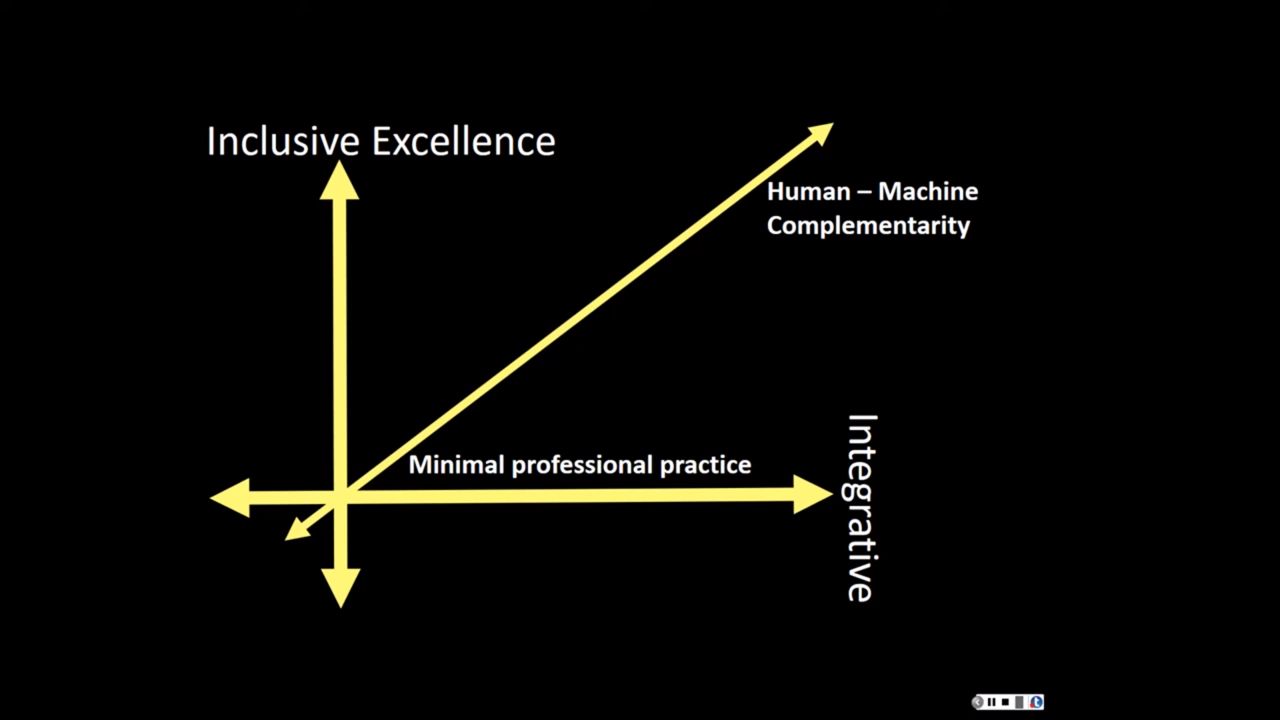 Inclusive Excellence
Human – Machine
Complementarity
Minimal professional practice
Integrative